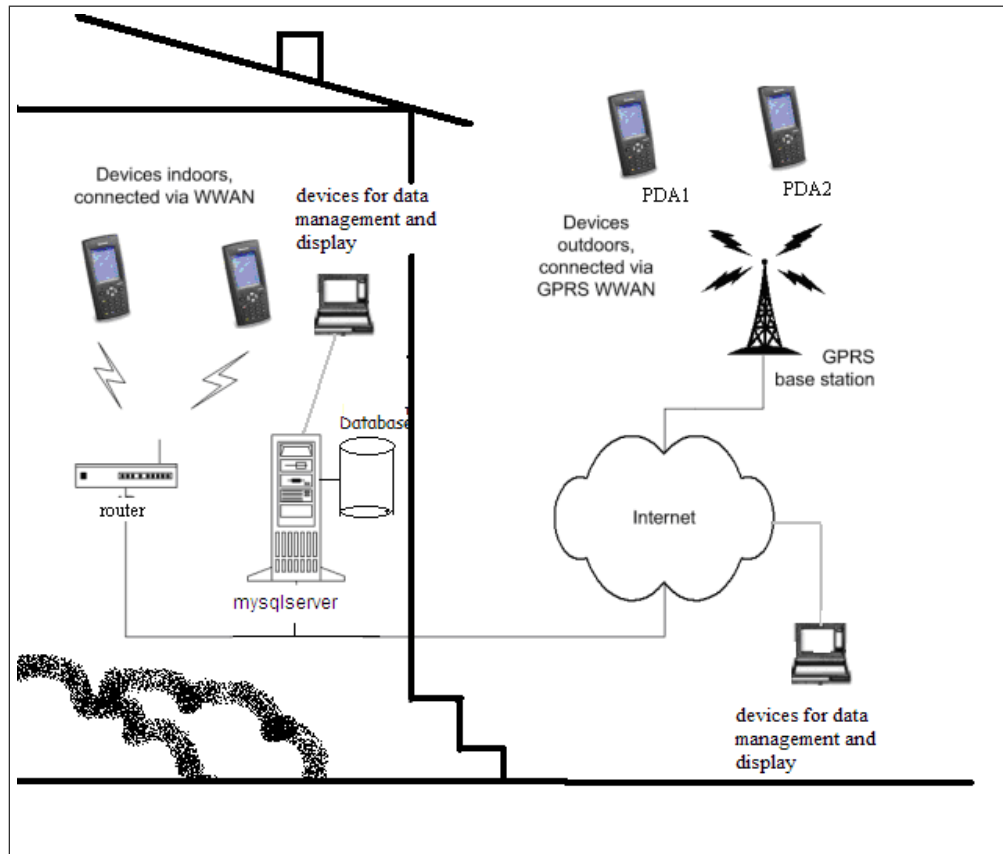 Devices indoors,
connected via WWAN
devices for data
management and
display
Database
router
mysqlserver
PDA1
PDA2
Devices
outdoors,
connected via
GPRS WWAN
GPRS
base station
Internet
devices for data
management and
display